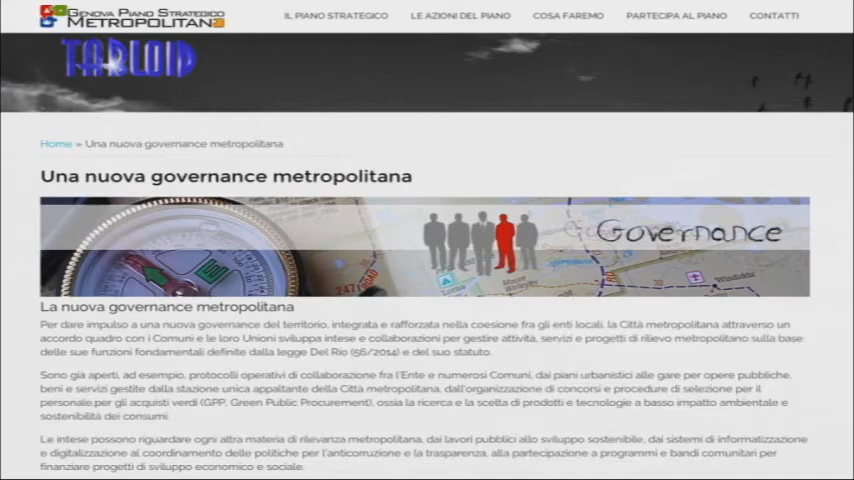 Genova Piano Strategico
METROPOLITANO
IL PIANO STRATEGICO LE AZIONI DEL PIANO COSA FAREMO PARTECIPA AL PIANO CONTATTI
TABLOID
Home » Una nuova governance metropolitana
Una nuova governance metropolitana
Governance
La nuova governance metropolitana
Per dare impulso a una nuova governance del territorio, integrata e rafforzata nella coesione fra gli enti locali, la Città metropolitana attraverso un
accordo quadro con i Comuni e le loro Unioni sviluppa intese e collaborazioni per gestire attività, servizi e progetti di rilievo metropolitano sulla base
delle sue funzioni fondamentali definite dalla legge Del Rio (56/2014) e del suo statuto.
Sono già aperti, ad esempio, protocolli operativi di collaborazione fra l'Ente e numerosi Comuni, dai piani urbanistici alle gare per opere pubbliche,
beni e servizi gestite dalla stazione unica appaltante della Città metropolitana, dall'organizzazione di concorsi e procedure di selezione per il
personale,per gli acquisti verdi (GPP, Green Public Procurement), ossia la ricerca e la scelta di prodotti e tecnologie a basso impatto ambientale e
sostenibilità dei consumi.
Le intese possono riguardare ogni altra materia di rilevanza metropolitana, dai lavori pubblici allo sviluppo sostenibile, dai sistemi di informatizzazione
e digitalizzazione al coordinamento delle politiche per l'anticorruzione e la trasparenza, alla partecipazione a programmi e bandi comunitari per
finanziare progetti di sviluppo economico e sociale.